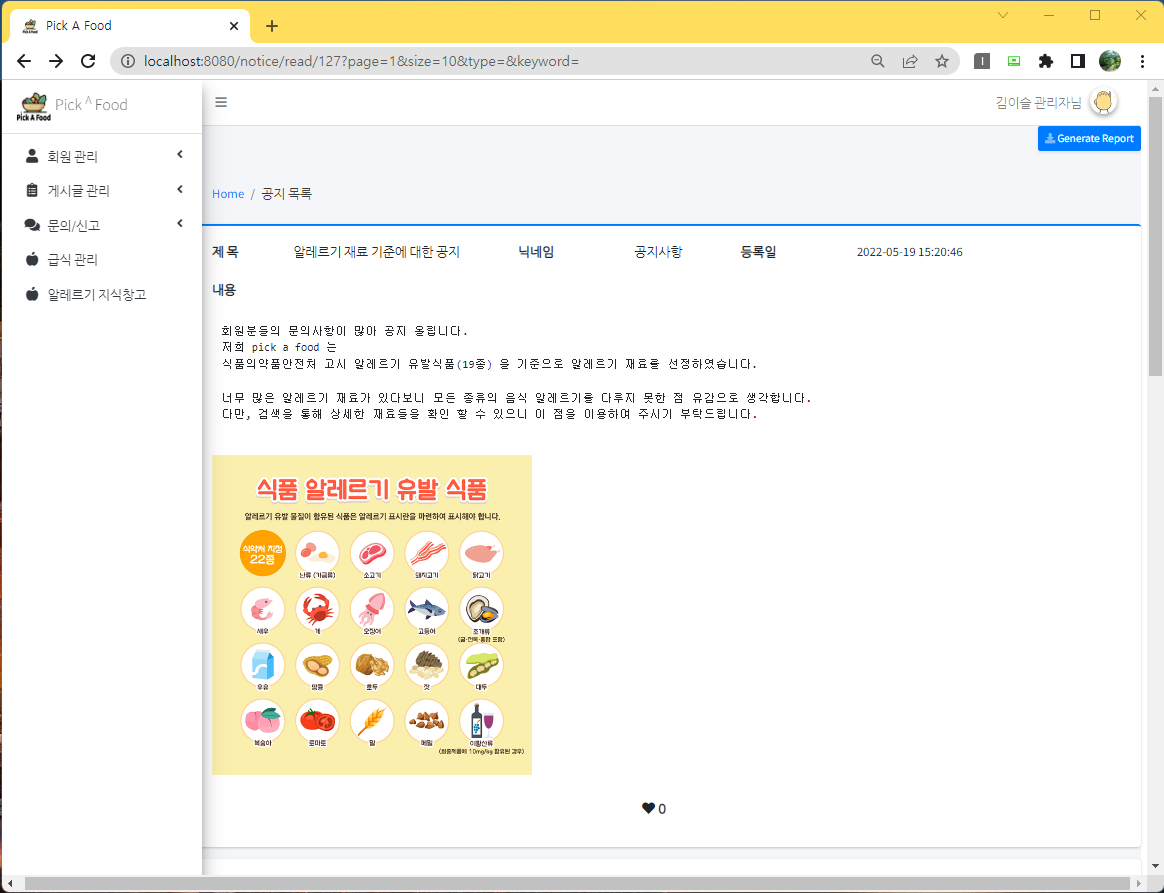 Pick A Food
localhost:8080/notice/read/127?page=1&size=10&type=&keyword=
Pick A Food
Pick A Food
김이슬 관리자님
Generate Report
회원 관리
게시글 관리
문의/신고
급식 관리
알레르기 지식창고
Home / 공지 목록
제 목 알레르기 재료 기준에 대한 공지 닉네임 공지사항 등록일 2022-05-19 15:20:46
내용
회원분들의 문의사항이 많아 공지 올립니다.
저희 pick a food 는
식품의약품안전처 고시 알레르기 유발식품(19종) 을 기준으로 알레르기 재료를 선정하였습니다.
너무 많은 알레르기 재료가 있다보니 모든 종류의 음식 알레르기를 다루지 못한 점 유감으로 생각합니다.
다만, 검색을 통해 상세한 재료등을 확인 할 수 있으니 이 점을 이용하여 주시기 부탁드립니다.
식품 알레르기 유발 식품
알레르기 유발 물질이 함유된 식품은 알레르기 표시란을 마련하여 표시해야 합니다.
식약처 지정
22종
난류 (가금류) 소고기 돼지고기 닭고기
새우 게 오징어 고등어 조개류
(굴·전복·홍합 포함)
우유 땅콩 호두 잣 대두
복숭아 토마토 밀 메밀 아황산류
(최종제품에 10mg/kg 함유된 경우)
0